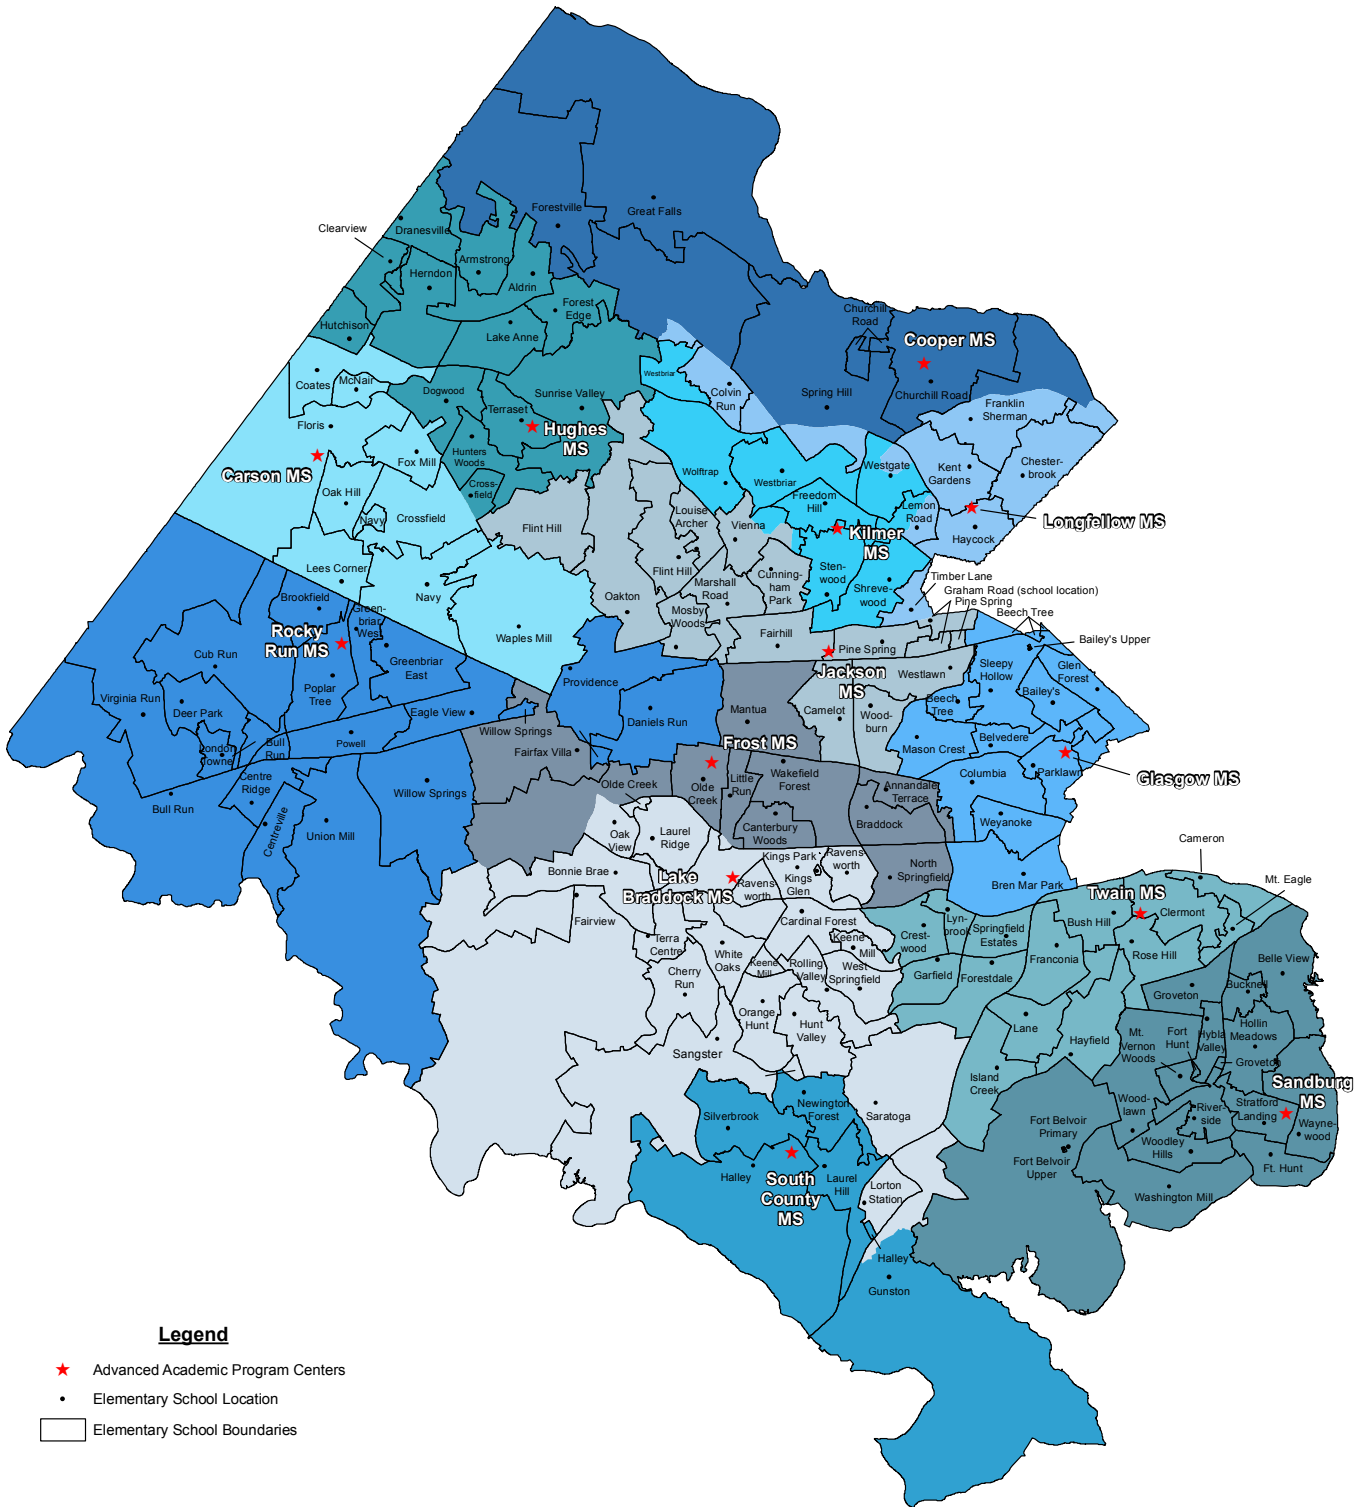 Forestville
Great Falls
Dranesville
Clearview
Armstrong
Herndon
Aldrin
Forest
Edge
Hutchison
Lake Anne
Churchill
Road
Cooper MS
Coates
McNair
Dogwood
Sunrise Valley
Westbriar
Colvin
Run
Spring Hill
Churchill Road
Franklin
Sherman
Terraset
Floris
Hughes
MS
Hunters
Woods
Fox Mill
Carson MS
Cross-
field
Wolftrap
Westbriar
Westgate
Kent
Gardens
Chester-
brook
Oak Hill
Navy
Crossfield
Flint Hill
Louise
Archer
Vienna
Freedom
Hill
Lemon
Road
Kilmer
MS
Longfellow MS
Haycock
Lees Corner
Navy
Flint Hill
Marshall
Road
Cunning-
ham
Park
Sten-
wood
Shreve-
wood
Timber Lane
Graham Road (school location)
Pine Spring
Beech Tree
Bailey's Upper
Brookfield
Green-
briar
West
Oakton
Mosby
Woods
Waples Mill
Fairhill
Pine Spring
Rocky
Run MS
Cub Run
Greenbriar
East
Poplar
Tree
Providence
Jackson
MS
Westlawn
Sleepy
Hollow
Glen
Forest
Bailey's
Virginia Run
Deer Park
Eagle View
Daniels Run
Mantua
Camelot
Wood-
burn
Beech
Tree
London
Towne
Bull
Run
Powell
Willow Springs
Fairfax Villa
Frost MS
Mason Crest
Belvedere
Glasgow MS
Bull Run
Centre
Ridge
Willow Springs
Olde Creek
Olde
Creek
Little
Run
Wakefield
Forest
Annandale
Terrace
Columbia
Parklawn
Centreville
Union Mill
Oak
View
Laurel
Ridge
Canterbury
Woods
Braddock
Weyanoke
Bonnie Brae
Lake
Braddock MS
Kings Park
Kings
Glen
Ravens-
worth
Ravens-
worth
North
Springfield
Bren Mar Park
Cameron
Mt. Eagle
Twain MS
Fairview
Cardinal Forest
Crest-
wood
Lyn-
brook
Springfield
Estates
Bush Hill
Clermont
Terra
Centre
White
Oaks
Keene
Mill
Keene
Mill
Rolling
Valley
West
Springfield
Garfield
Forestdale
Franconia
Rose Hill
Belle View
Cherry
Run
Groveton
Bucknell
Orange
Hunt
Hunt
Valley
Lane
Hayfield
Mt.
Vernon
Woods
Fort
Hunt
Hybla
Valley
Hollin
Meadows
Groveton
Sangster
Island
Creek
Sandburg
MS
Silverbrook
Newington
Forest
Saratoga
Wood-
lawn
River-
side
Stratford
Landing
Wayne-
wood
Fort Belvoir
Primary
Woodley
Hills
Fort Belvoir
Upper
Ft. Hunt
Halley
South
County
MS
Laurel
Hill
Lorton
Station
Washington Mill
Halley
Gunston
Legend
Advanced Academic Program Centers
Elementary School Location
Elementary School Boundaries